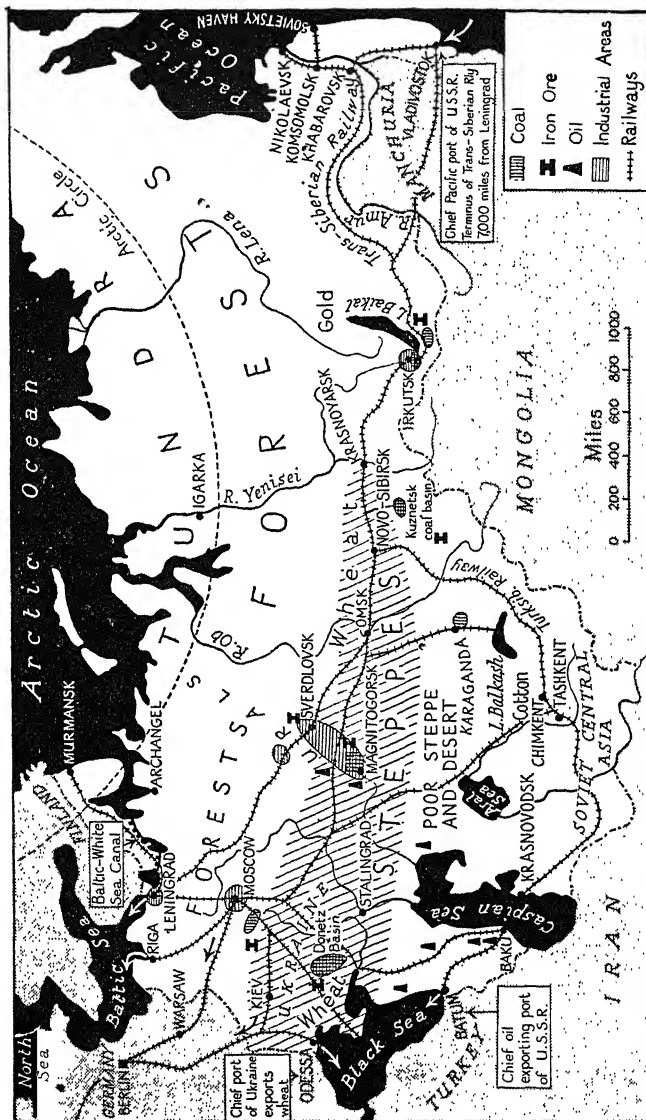 North
Sea
Arctic Ocean
Pacific
Ocean
SOVIETSKY HAVEN
Arctic Circle
MURMANSK
FINLAND
Baltic-White
Sea Canal
ARCHANGEL
Baltic
Sea
GERMANY
BERLIN
RIGA
LENINGRAD
WARSAW
MOSCOW
KIEV
UKRAINE
Wheat
Donetz
Basin
Chief port
of Ukraine
exports
wheat
ODESSA
Black Sea
TURKEY
BATUM
Chief oil
exporting port
of U.S.S.R.
BAKU
Caspian
Sea
KRASNOVODSK
IRAN
STALINGRAD
FORESTS
URALS
SVERDLOVSK
MAGNITOGORSK
STEPPES
POOR STEPPE
AND DESERT
Aral
Sea
KARAGANDA
L. Balkash
Cotton
CHIMKENT
TASHKENT
SOVIET CENTRAL
ASIA
Turksib Railway
TUNDRAS
FOREST
R. Ob
IGARKA
R. Yenisei
R. Lena
OMSK
Wheat
NOVO-SIBIRSK
Kuznetsk
coal basin
KRASNOYARSK
IRKUTSK
Gold
L. Baikal
MONGOLIA
Trans-Siberian Railway
R. Amur
MANCHURIA
NIKOLAEVSK
KOMSOMOLSK
KHABAROVSK
VLADIVOSTOK
Chief Pacific port of U.S.S.R.
Terminus of Trans-Siberian Rly
7,000 miles from Leningrad
Miles
0 200 400 600 800 1000
Coal
Iron Ore
Oil
Industrial Areas
Railways